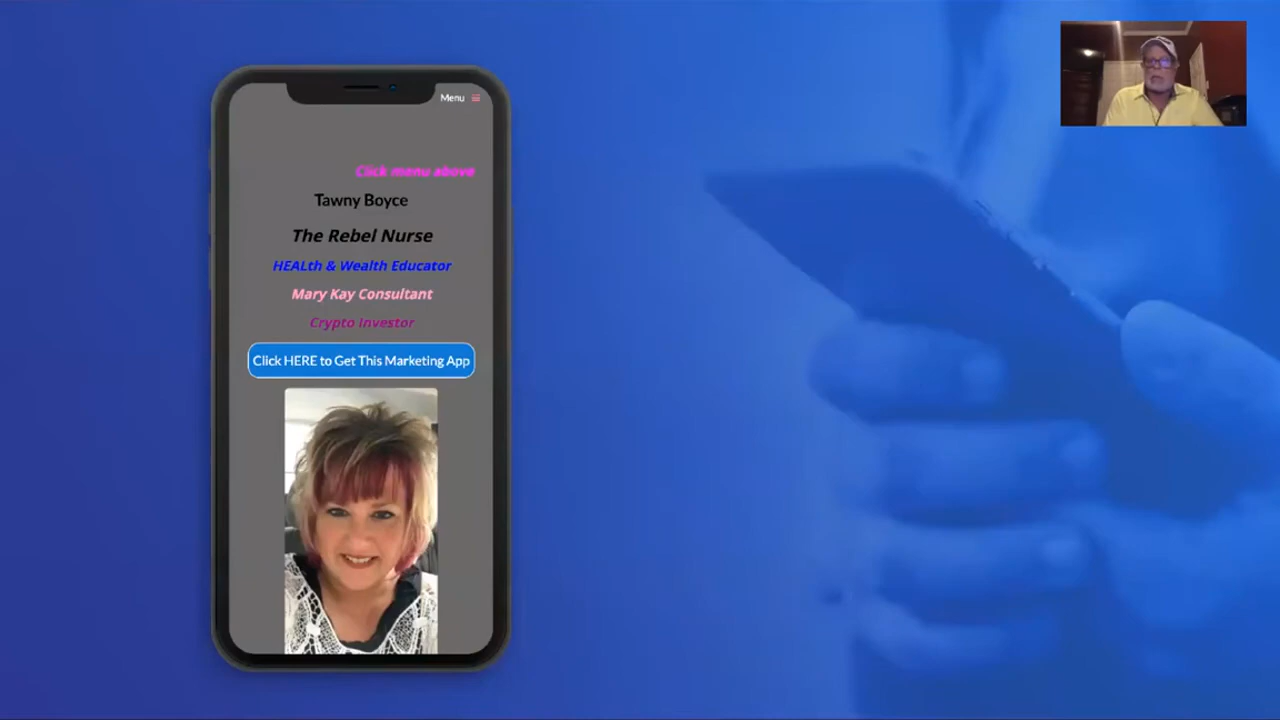 Menu
Click menu above
Tawny Boyce
The Rebel Nurse
HEALth & Wealth Educator
Mary Kay Consultant
Crypto Investor
Click HERE to Get This Marketing App